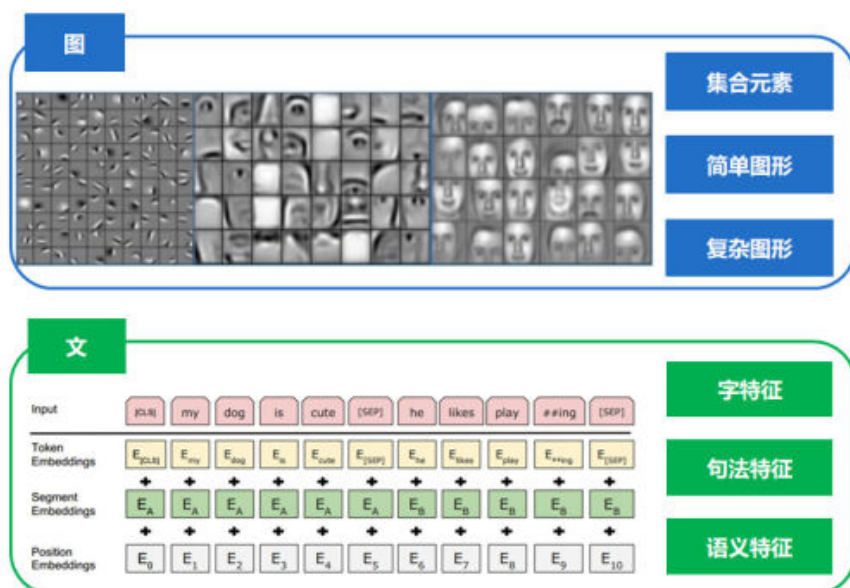 图
集合元素
简单图形
复杂图形
文
字特征
句法特征
语义特征
Input
[CLS] my dog is cute [SEP] he likes play ##ing [SEP]
Token
Embeddings
E[CLS] Emy Edog Eis Ecute E[SEP] Ehe Elikes Eplay E##ing E[SEP]
+ + + + + + + + + + +
Segment
Embeddings
EA EA EA EA EA EA EB EB EB EB EB
+ + + + + + + + + + +
Position
Embeddings
E0 E1 E2 E3 E4 E5 E6 E7 E8 E9 E10